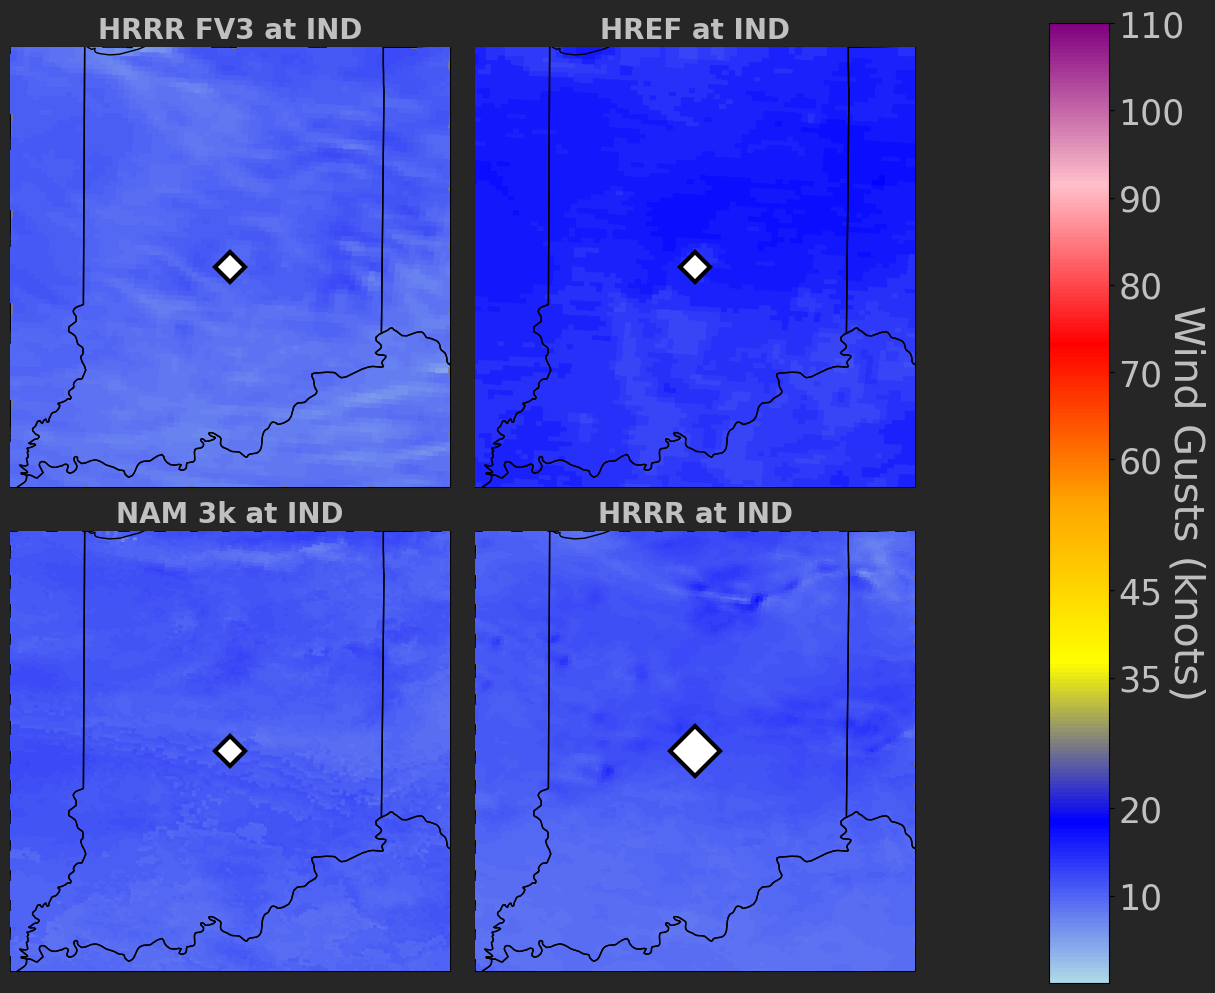 HRRR FV3 at IND
HREF at IND
NAM 3k at IND
HRRR at IND
110
100
90
80
70
60
45
35
20
10
Wind Gusts (knots)